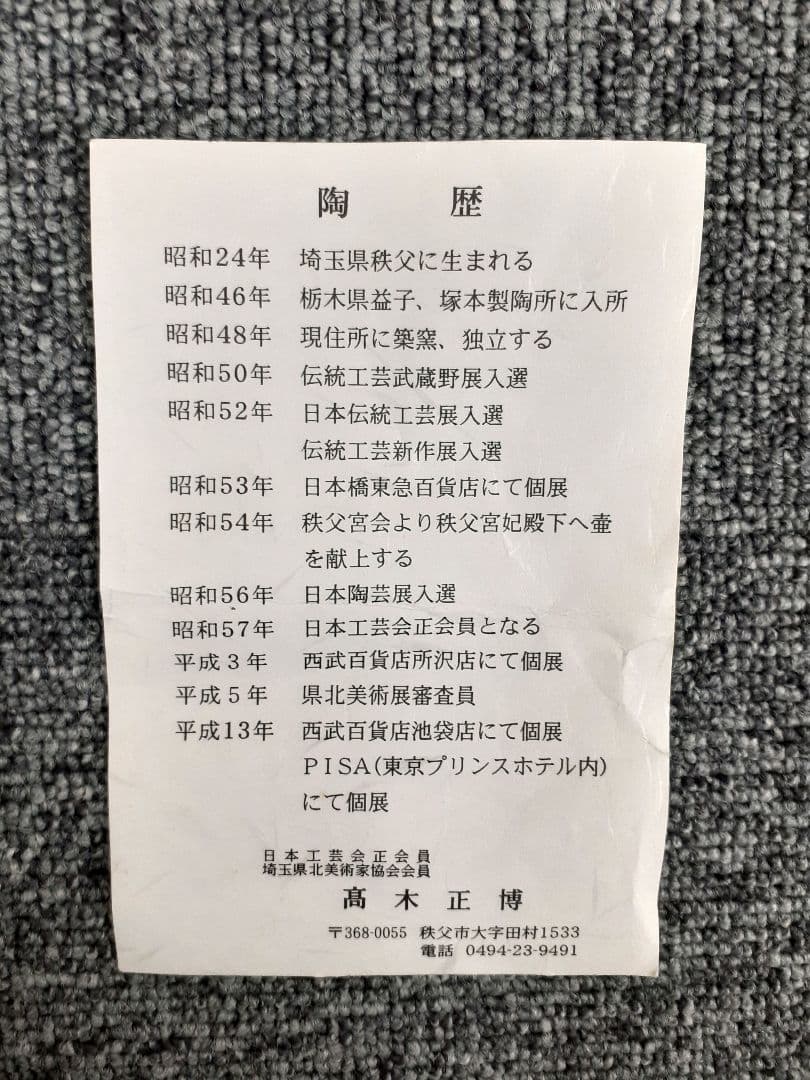 陶 歴
昭和24年 埼玉県秩父に生まれる
昭和46年 栃木県益子、塚本製陶所に入所
昭和48年 現住所に築窯、独立する
昭和50年 伝統工芸武蔵野展入選
昭和52年 日本伝統工芸展入選
伝統工芸新作展入選
昭和53年 日本橋東急百貨店にて個展
昭和54年 秩父宮会より秩父宮妃殿下へ壷
を献上する
昭和56年 日本陶芸展入選
昭和57年 日本工芸会正会員となる
平成3年 西武百貨店所沢店にて個展
平成5年 県北美術展審査員
平成13年 西武百貨店池袋店にて個展
PISA(東京プリンスホテル内)
にて個展
日本工芸会正会員
埼玉県北美術家協会会員
髙木正博
〒368-0055 秩父市大字田村1533
電話 0494-23-9491